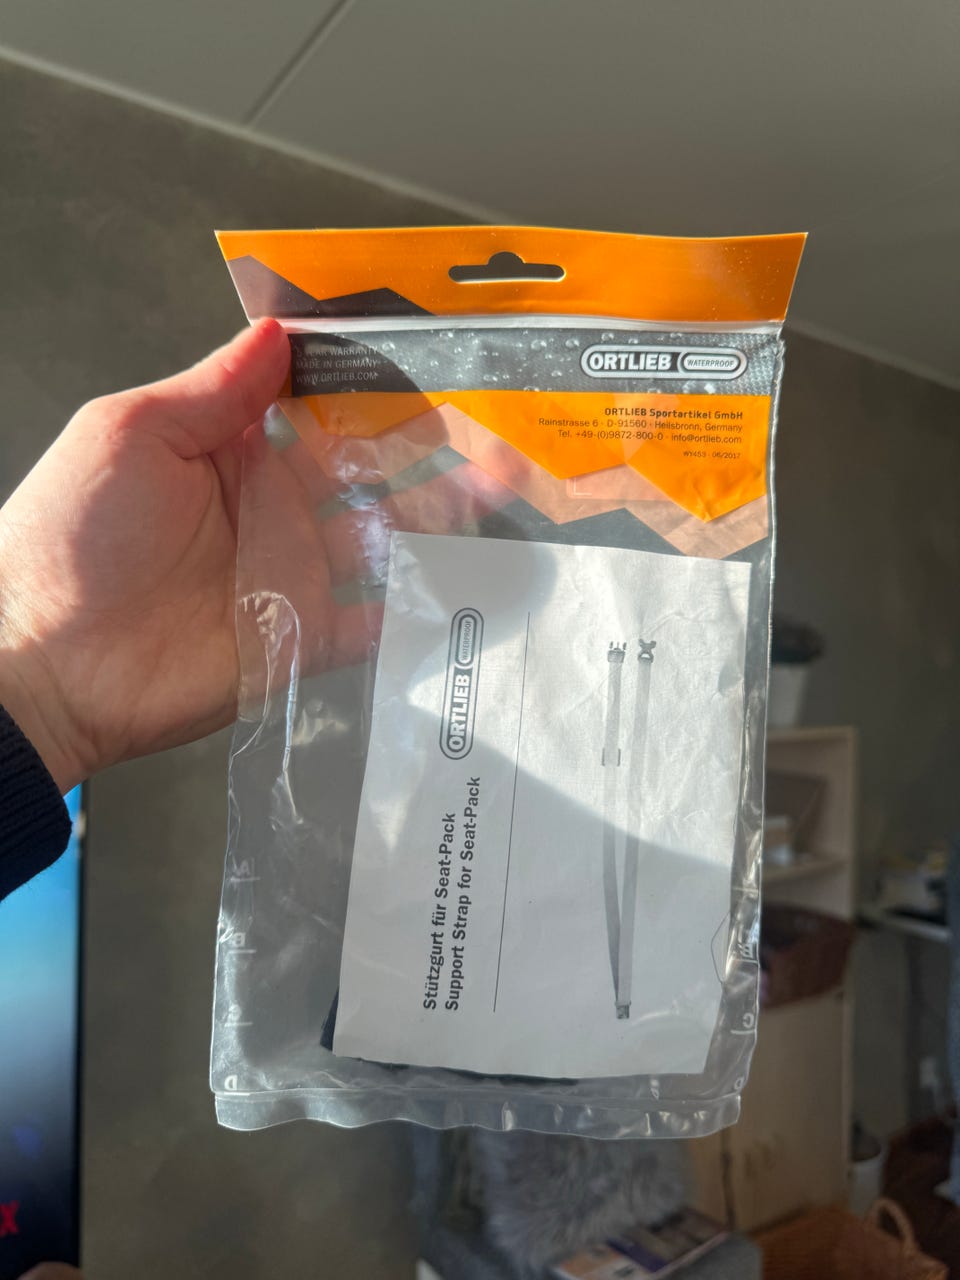 5 YEAR WARRANTY
MADE IN GERMANY
WWW.ORTLIEB.COM
ORTLIEB WATERPROOF
ORTLIEB Sportartikel GmbH
Rainstrasse 6 · D-91560 · Heilsbronn, Germany
Tel. +49-(0)9872-800-0 · info@ortlieb.com
WY453 - 06/2017
ORTLIEB WATERPROOF
Stützgurt für Seat-Pack
Support Strap for Seat-Pack
B
C
D
X